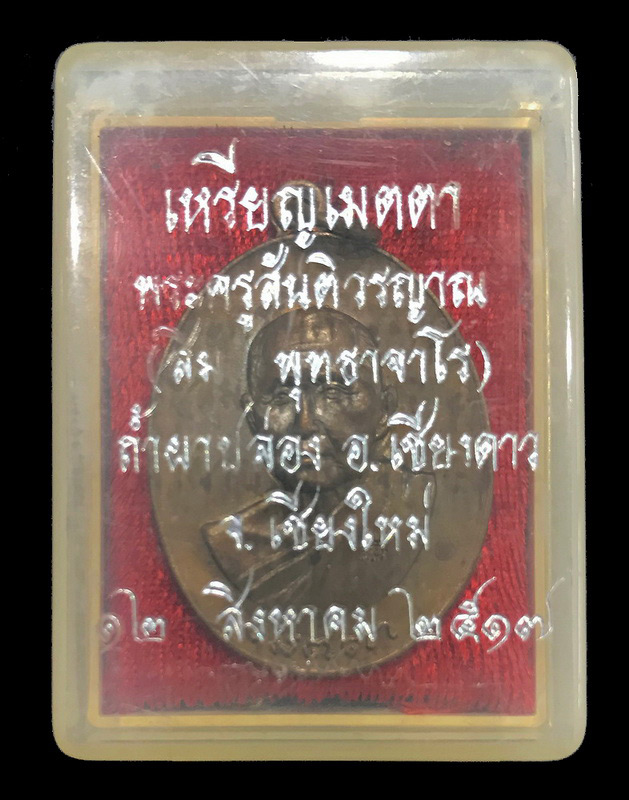 เหรียญเมตตา
พระครูสันติวรญาณ
(สิม พุทธาจาโร)
ถ้ำผาปล่อง อ.เชียงดาว
จ.เชียงใหม่
๑๒ สิงหาคม ๒๕๑๗